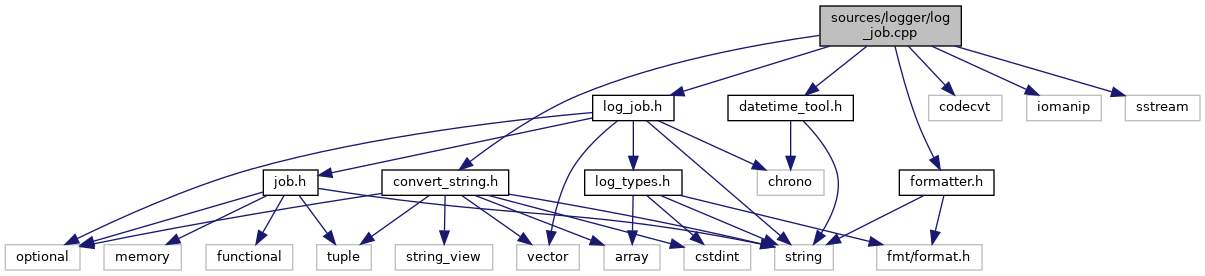 sources/logger/log
_job.cpp
log_job.h
datetime_tool.h
codecvt
iomanip
sstream
job.h
convert_string.h
log_types.h
chrono
formatter.h
optional
memory
functional
tuple
string_view
vector
array
cstdint
string
fmt/format.h